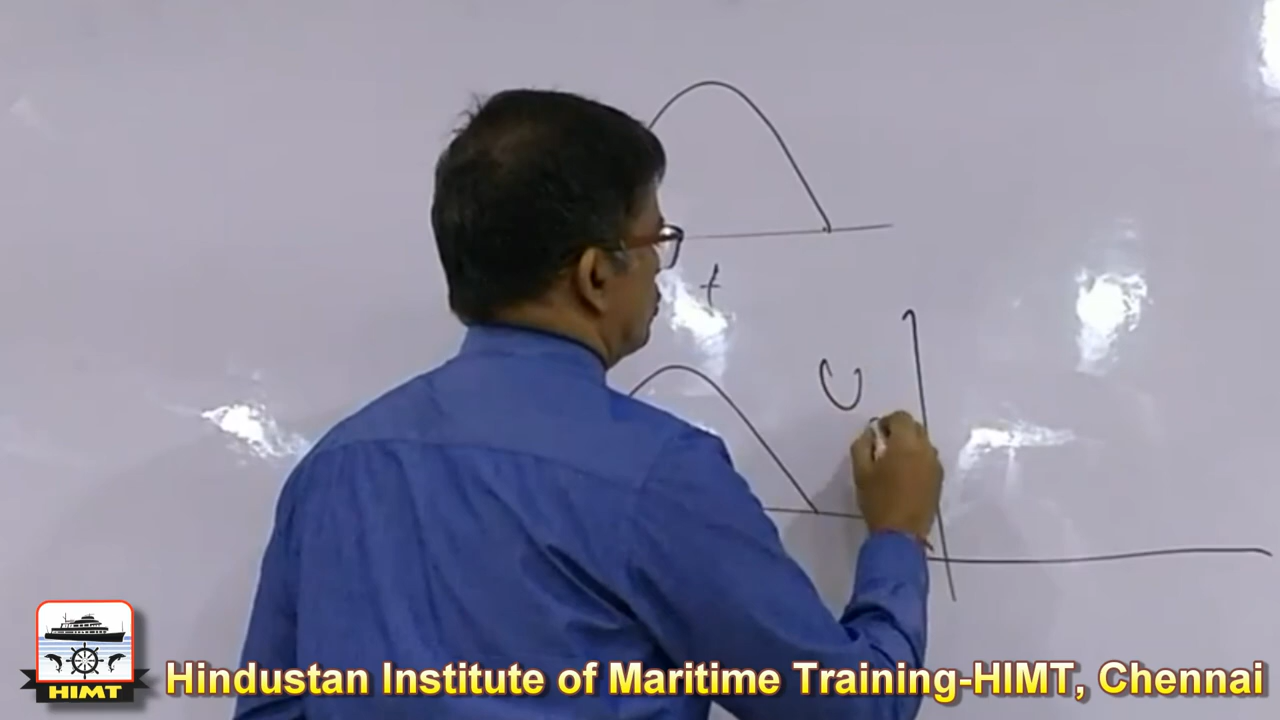 t
U
HIMT
Hindustan Institute of Maritime Training-HIMT, Chennai